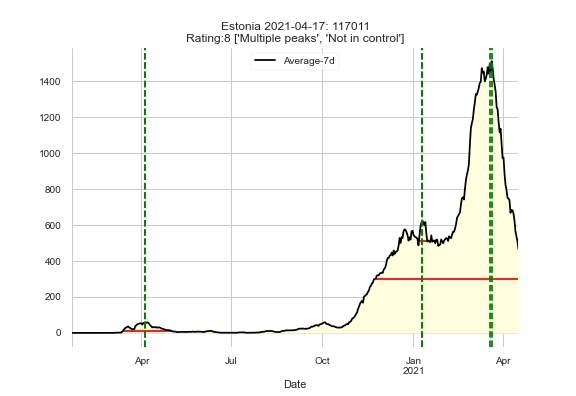 Estonia 2021-04-17: 117011
Rating:8 ['Multiple peaks', 'Not in control']
Average-7d
1400
1200
1000
800
600
400
200
0
Apr
Jul
Oct
Jan
2021
Apr
Date